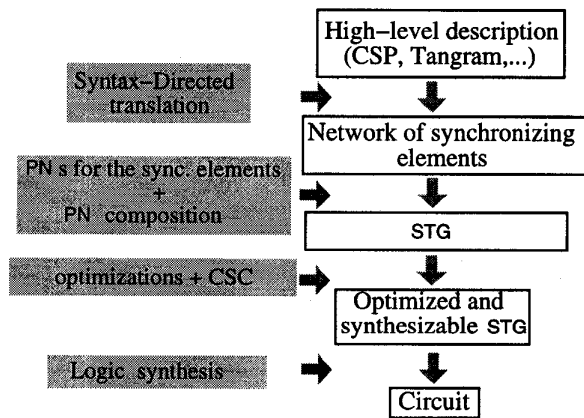 High–level description
(CSP, Tangram,...)
Syntax–Directed
translation
Network of synchronizing
elements
PN s for the sync. elements
+
PN composition
STG
optimizations + CSC
Optimized and
synthesizable STG
Logic synthesis
Circuit